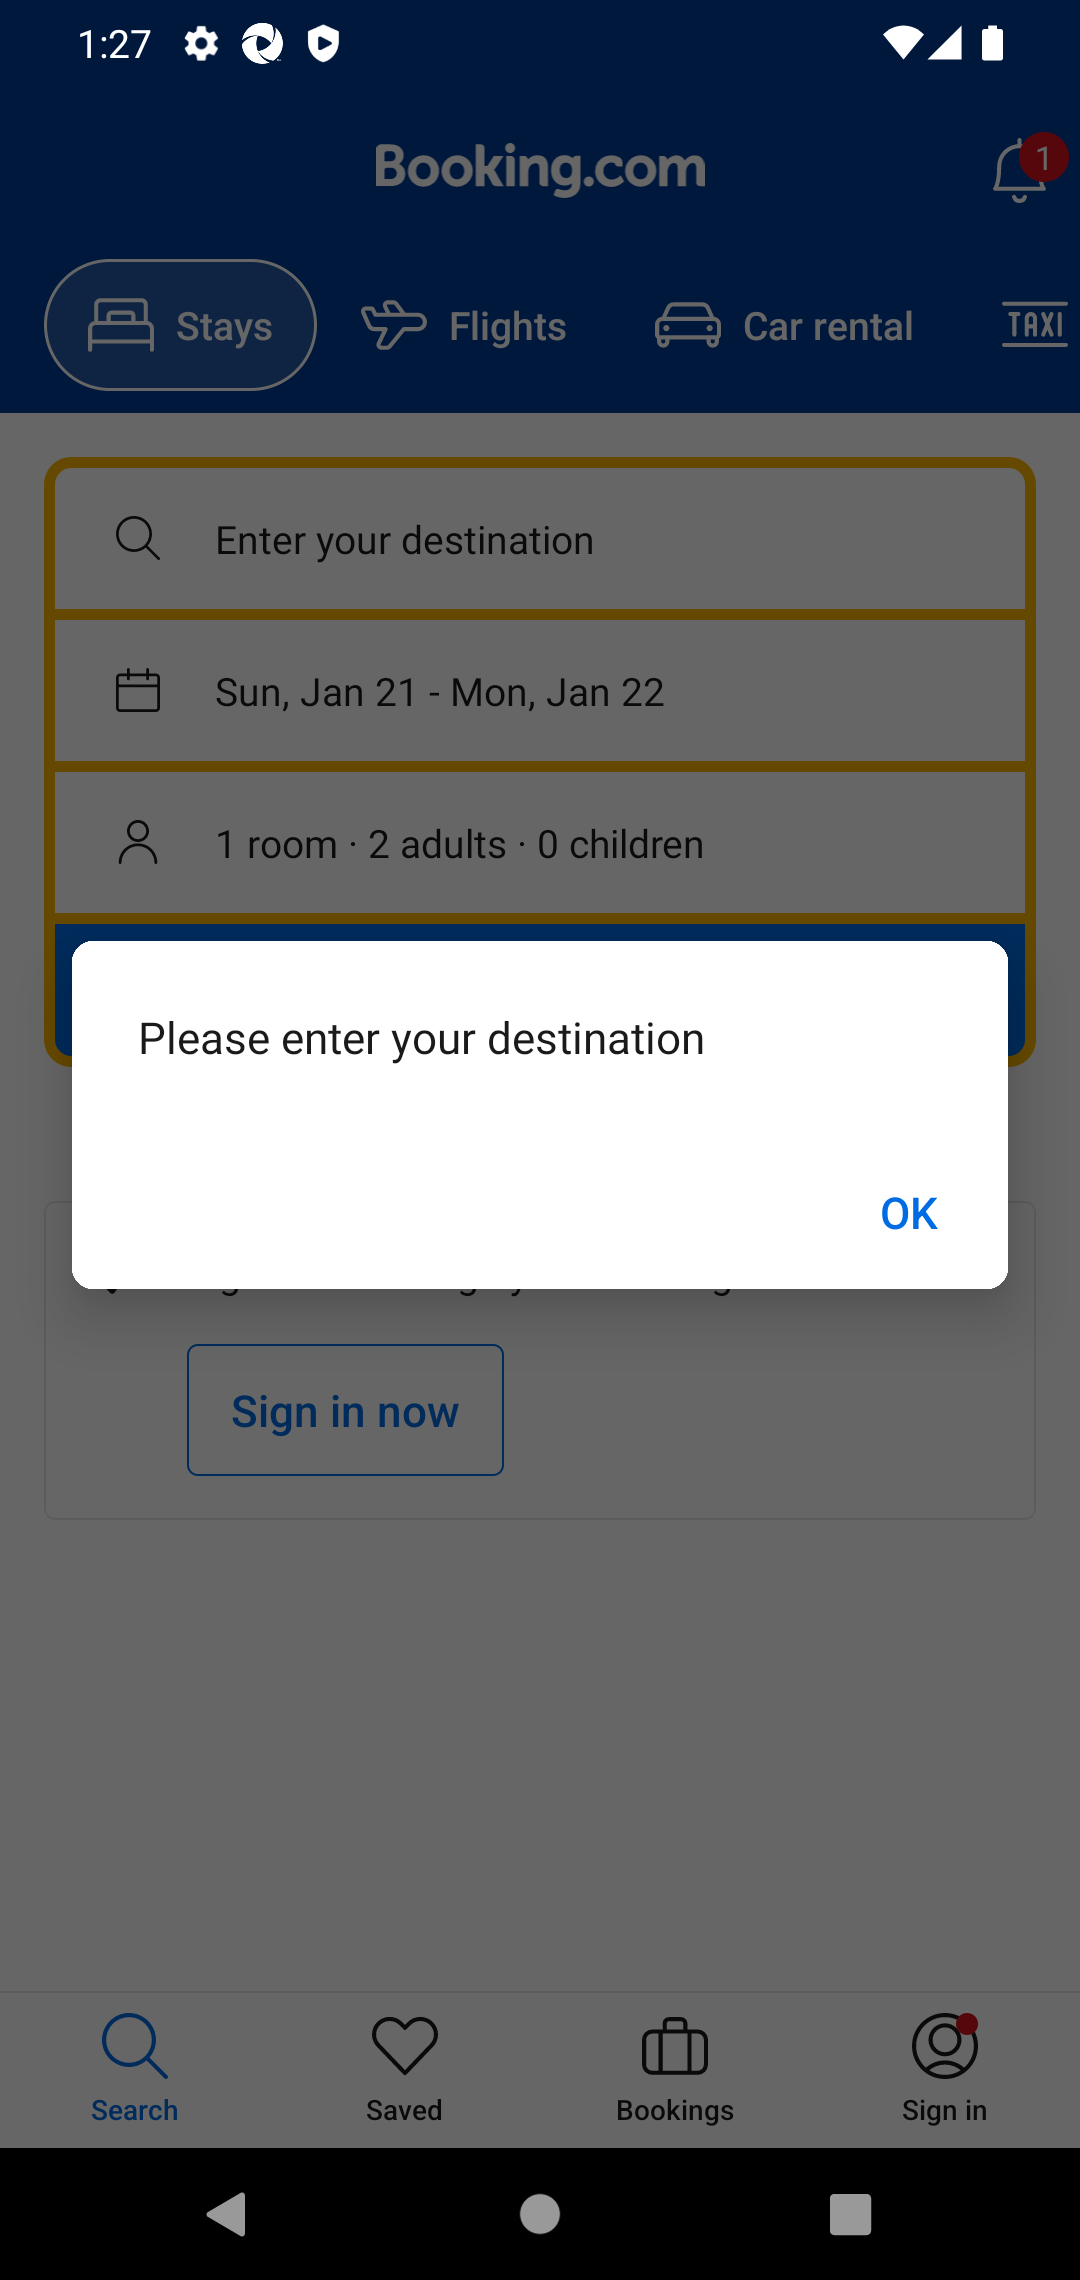 1:27
Booking.com
1
Stays
Flights
Car rental
TAXI
Enter your destination
Sun, Jan 21 - Mon, Jan 22
1 room · 2 adults · 0 children
Please enter your destination
OK
Sign in now
Search
Saved
Bookings
Sign in